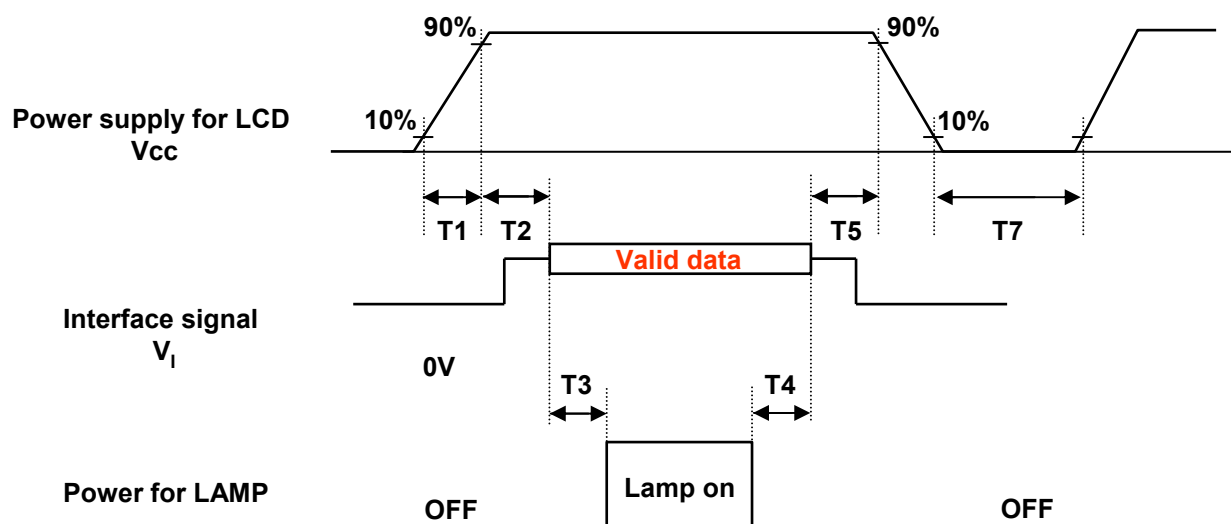 90%
90%
Power supply for LCD
Vcc
10%
10%
T1
T2
T5
T7
Valid data
Interface signal
VI
0V
T3
T4
Power for LAMP
OFF
Lamp on
OFF